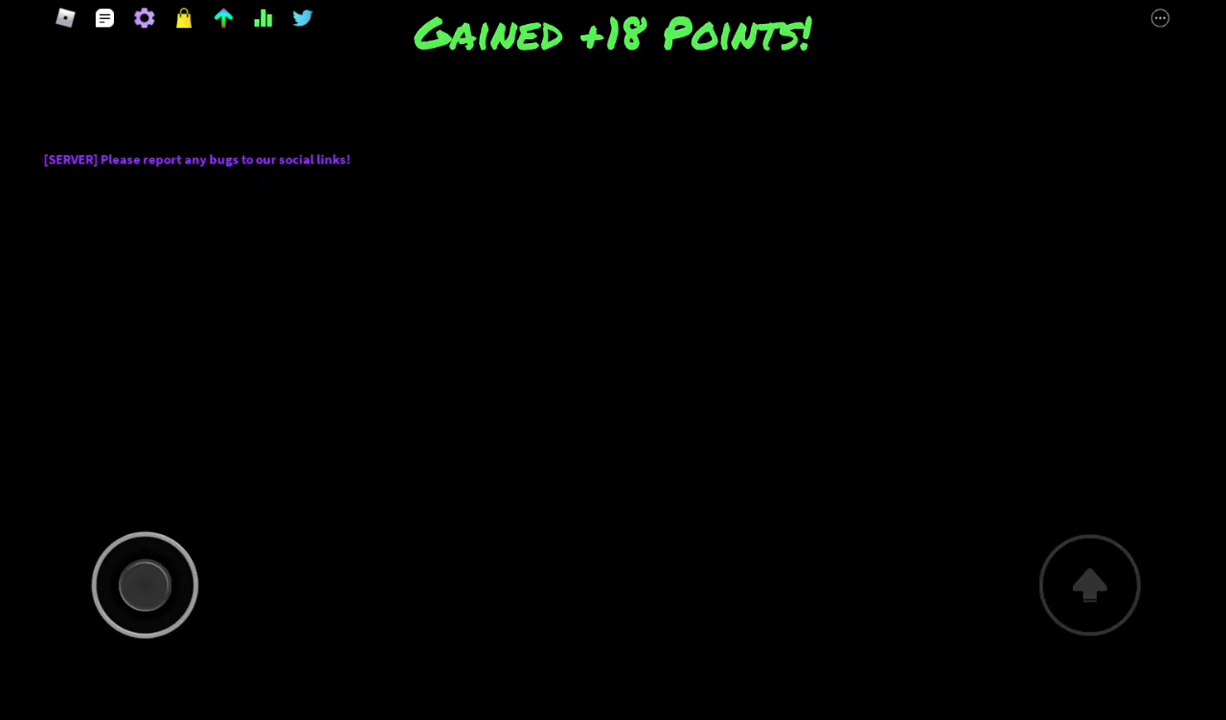 Gained +18 Points!
[SERVER] Please report any bugs to our social links!